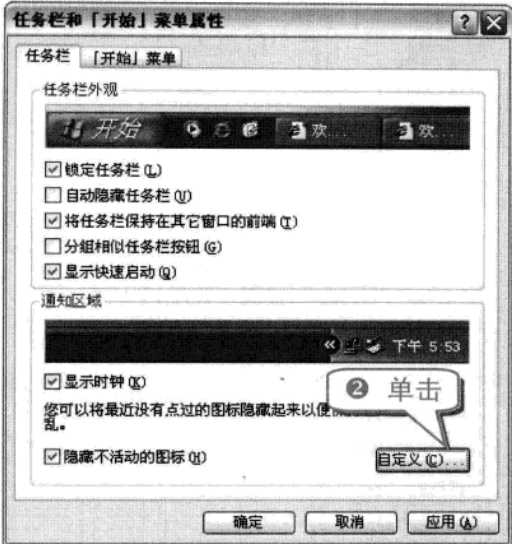 任务栏和「开始」菜单属性
任务栏 「开始」菜单
任务栏外观
开始 欢... 欢...
锁定任务栏(L)
自动隐藏任务栏(U)
将任务栏保持在其它窗口的前端(T)
分组相似任务栏按钮(G)
显示快速启动(Q)
通知区域
« 下午 5:53
显示时钟(K)
❷ 单击
您可以将最近没有点过的图标隐藏起来以便
乱。
隐藏不活动的图标(H) 自定义(C)...
确定 取消 应用(A)